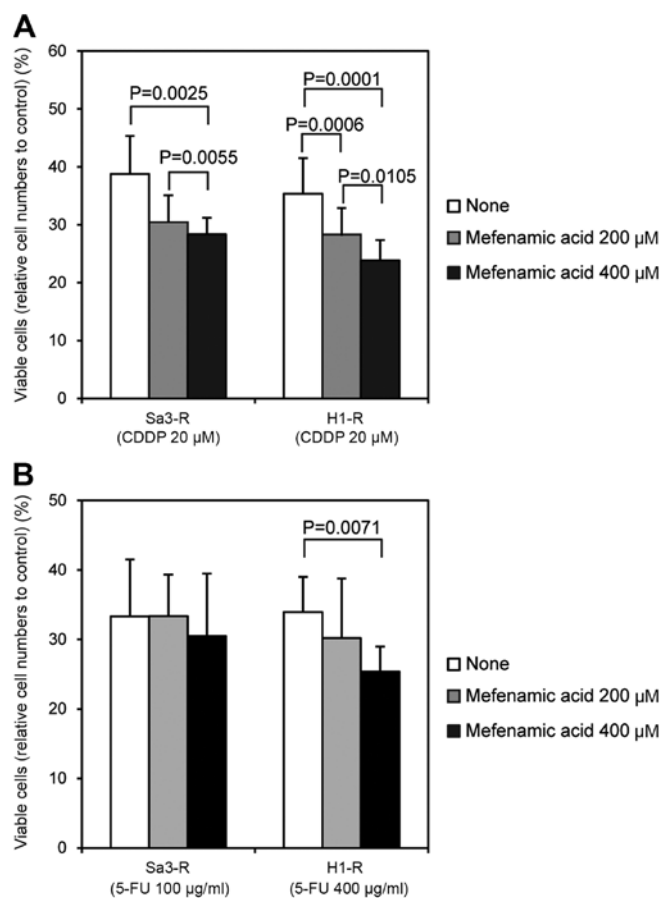 A
Viable cells (relative cell numbers to control) (%)
60
50
40
30
20
10
0
P=0.0025
P=0.0055
P=0.0001
P=0.0006
P=0.0105
None
Mefenamic acid 200 µM
Mefenamic acid 400 µM
Sa3-R
(CDDP 20 µM)
H1-R
(CDDP 20 µM)
B
Viable cells (relative cell numbers to control) (%)
50
40
30
20
10
0
P=0.0071
None
Mefenamic acid 200 µM
Mefenamic acid 400 µM
Sa3-R
(5-FU 100 µg/ml)
H1-R
(5-FU 400 µg/ml)